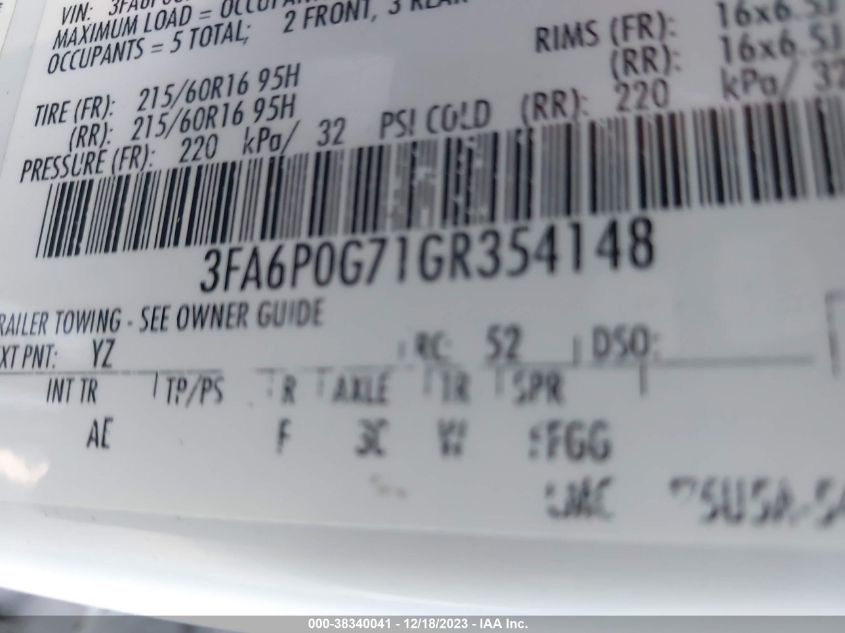 VIN:
MAXIMUM LOAD = OCCUPANTS
OCCUPANTS = 5 TOTAL; 2 FRONT, 3 REAR
TIRE (FR): 215/60R16 95H RIMS (FR): 16x6.5J
(RR): 215/60R16 95H (RR): 16x6.5J
PRESSURE (FR): 220 kPa/ 32 PSI COLD (RR): 220 kPa/ 32
3FA6P0G71GR354148
RAILER TOWING - SEE OWNER GUIDE
XT PNT: YZ RC: 52 DSO:
INT TR TP/PS R AXLE TR SPR
AE F 3C W FFGG
000-38340041 - 12/18/2023 - IAA Inc.